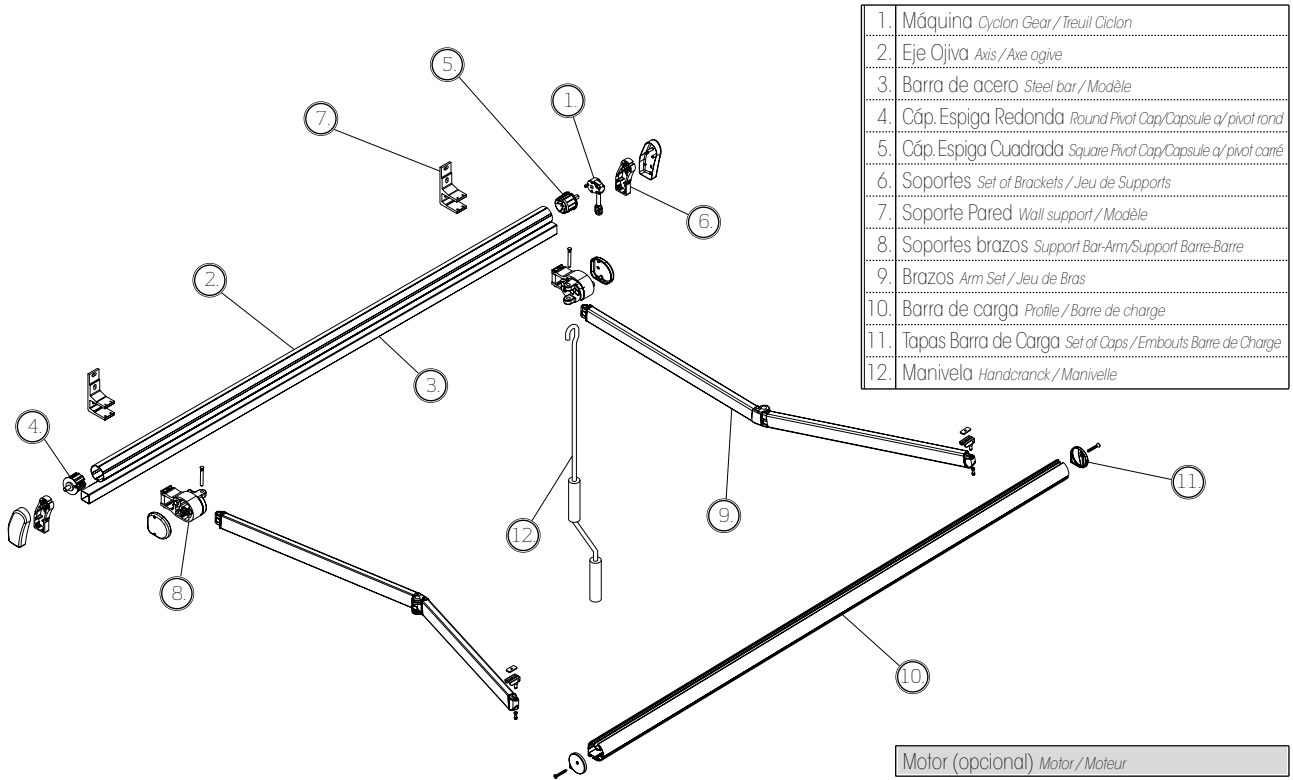 1. Máquina Cyclon Gear / Treuil Ciclon
2. Eje Ojiva Axis / Axe ogive
3. Barra de acero Steel bar / Modèle
4. Cáp. Espiga Redonda Round Pivot Cap/Capsule a/ pivot rond
5. Cáp. Espiga Cuadrada Square Pivot Cap/Capsule a/ pivot carré
6. Soportes Set of Brackets / Jeu de Supports
7. Soporte Pared Wall support / Modèle
8. Soportes brazos Support Bar-Arm/Support Barre-Barre
9. Brazos Arm Set / Jeu de Bras
10. Barra de carga Profile / Barre de charge
11. Tapas Barra de Carga Set of Caps / Embouts Barre de Charge
12. Manivela Handcranck / Manivelle
5.
1.
7.
6.
2.
3.
4.
9.
11.
12.
8.
10.
Motor (opcional) Motor / Moteur